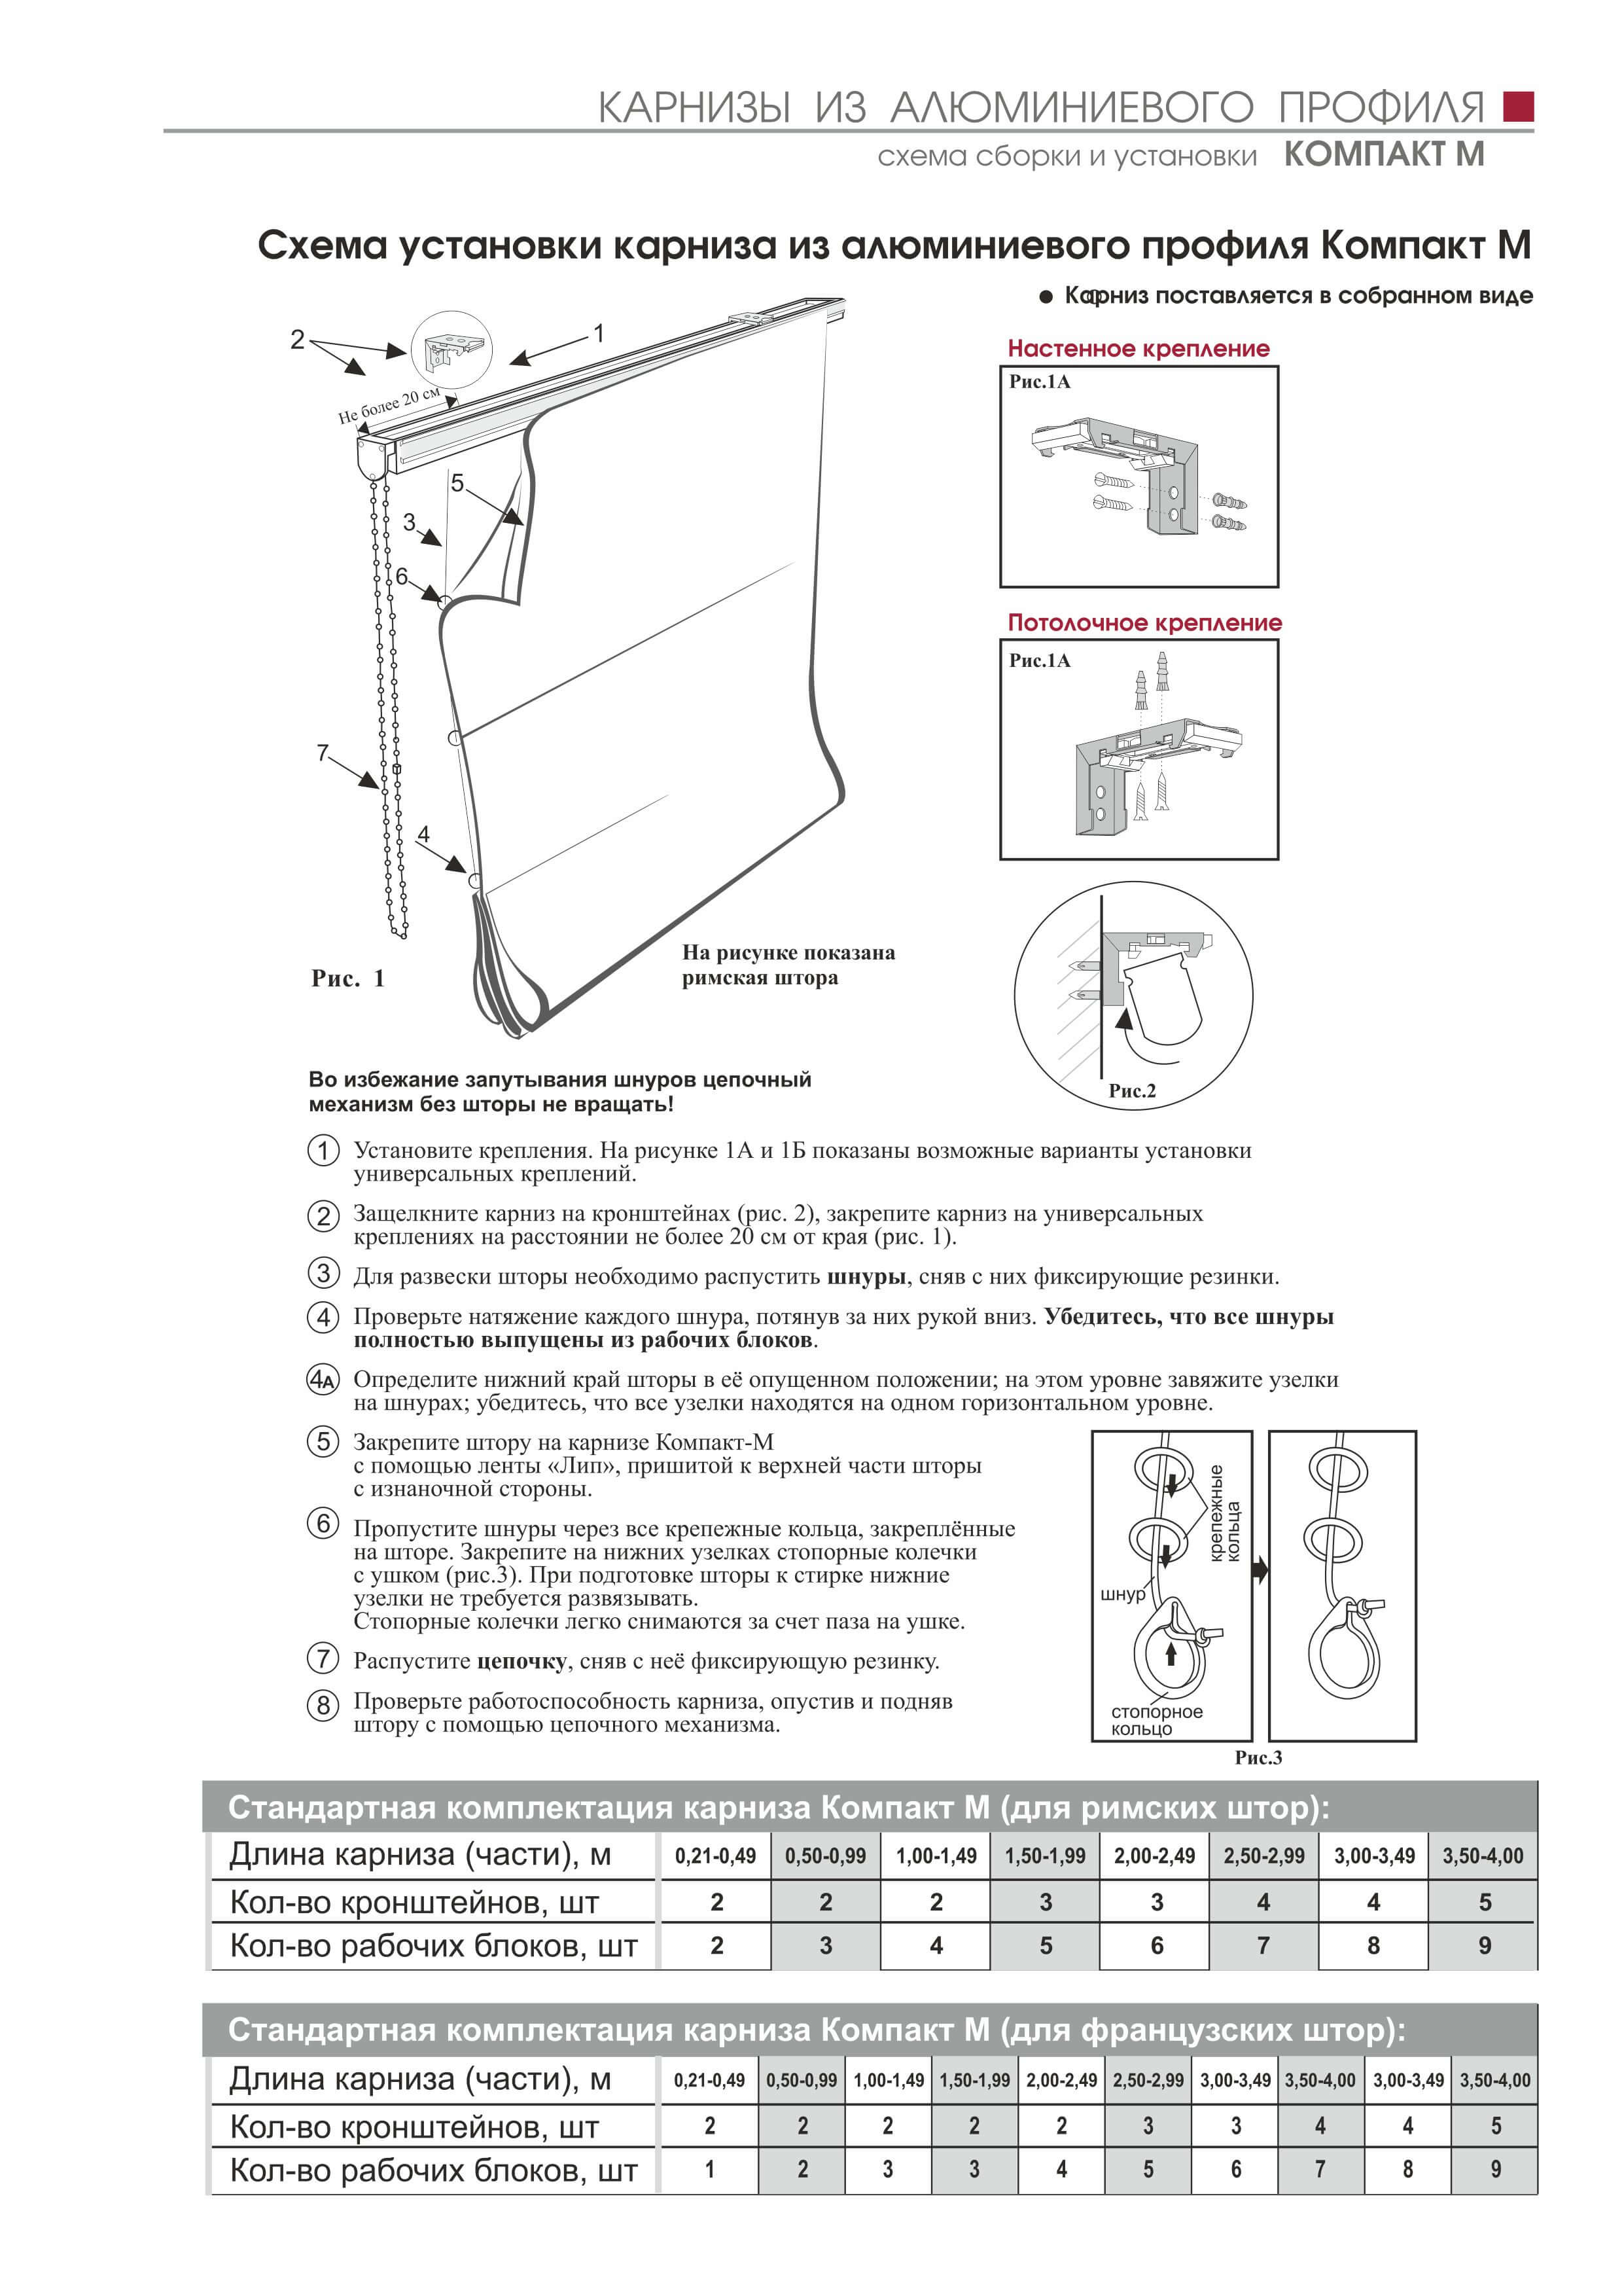 КАРНИЗЫ ИЗ АЛЮМИНИЕВОГО ПРОФИЛЯ
схема сборки и установки КОМПАКТ М
Схема установки карниза из алюминиевого профиля Компакт М
● Карниз поставляется в собранном виде
2
1
Не более 20 см
5
3
6
7
4
Рис. 1
На рисунке показана
римская штора
Настенное крепление
Рис.1А
Потолочное крепление
Рис.1А
Рис.2
Во избежание запутывания шнуров цепочный
механизм без шторы не вращать!
1 Установите крепления. На рисунке 1А и 1Б показаны возможные варианты установки
универсальных креплений.
2 Защелкните карниз на кронштейнах (рис. 2), закрепите карниз на универсальных
креплениях на расстоянии не более 20 см от края (рис. 1).
3 Для развески шторы необходимо распустить шнуры, сняв с них фиксирующие резинки.
4 Проверьте натяжение каждого шнура, потянув за них рукой вниз. Убедитесь, что все шнуры
полностью выпущены из рабочих блоков.
4А Определите нижний край шторы в её опущенном положении; на этом уровне завяжите узелки
на шнурах; убедитесь, что все узелки находятся на одном горизонтальном уровне.
5 Закрепите штору на карнизе Компакт-М
с помощью ленты «Лип», пришитой к верхней части шторы
с изнаночной стороны.
6 Пропустите шнуры через все крепежные кольца, закреплённые
на шторе. Закрепите на нижних узелках стопорные колечки
с ушком (рис.3). При подготовке шторы к стирке нижние
узелки не требуется развязывать.
Стопорные колечки легко снимаются за счет паза на ушке.
7 Распустите цепочку, сняв с неё фиксирующую резинку.
8 Проверьте работоспособность карниза, опустив и подняв
штору с помощью цепочного механизма.
крепежные
кольца
шнур
стопорное
кольцо
Рис.3
Стандартная комплектация карниза Компакт М (для римских штор):
Длина карниза (части), м 0,21-0,49 0,50-0,99 1,00-1,49 1,50-1,99 2,00-2,49 2,50-2,99 3,00-3,49 3,50-4,00
Кол-во кронштейнов, шт 2 2 2 3 3 4 4 5
Кол-во рабочих блоков, шт 2 3 4 5 6 7 8 9
Стандартная комплектация карниза Компакт М (для французских штор):
Длина карниза (части), м 0,21-0,49 0,50-0,99 1,00-1,49 1,50-1,99 2,00-2,49 2,50-2,99 3,00-3,49 3,50-4,00 3,00-3,49 3,50-4,00
Кол-во кронштейнов, шт 2 2 2 2 2 3 3 4 4 5
Кол-во рабочих блоков, шт 1 2 3 3 4 5 6 7 8 9